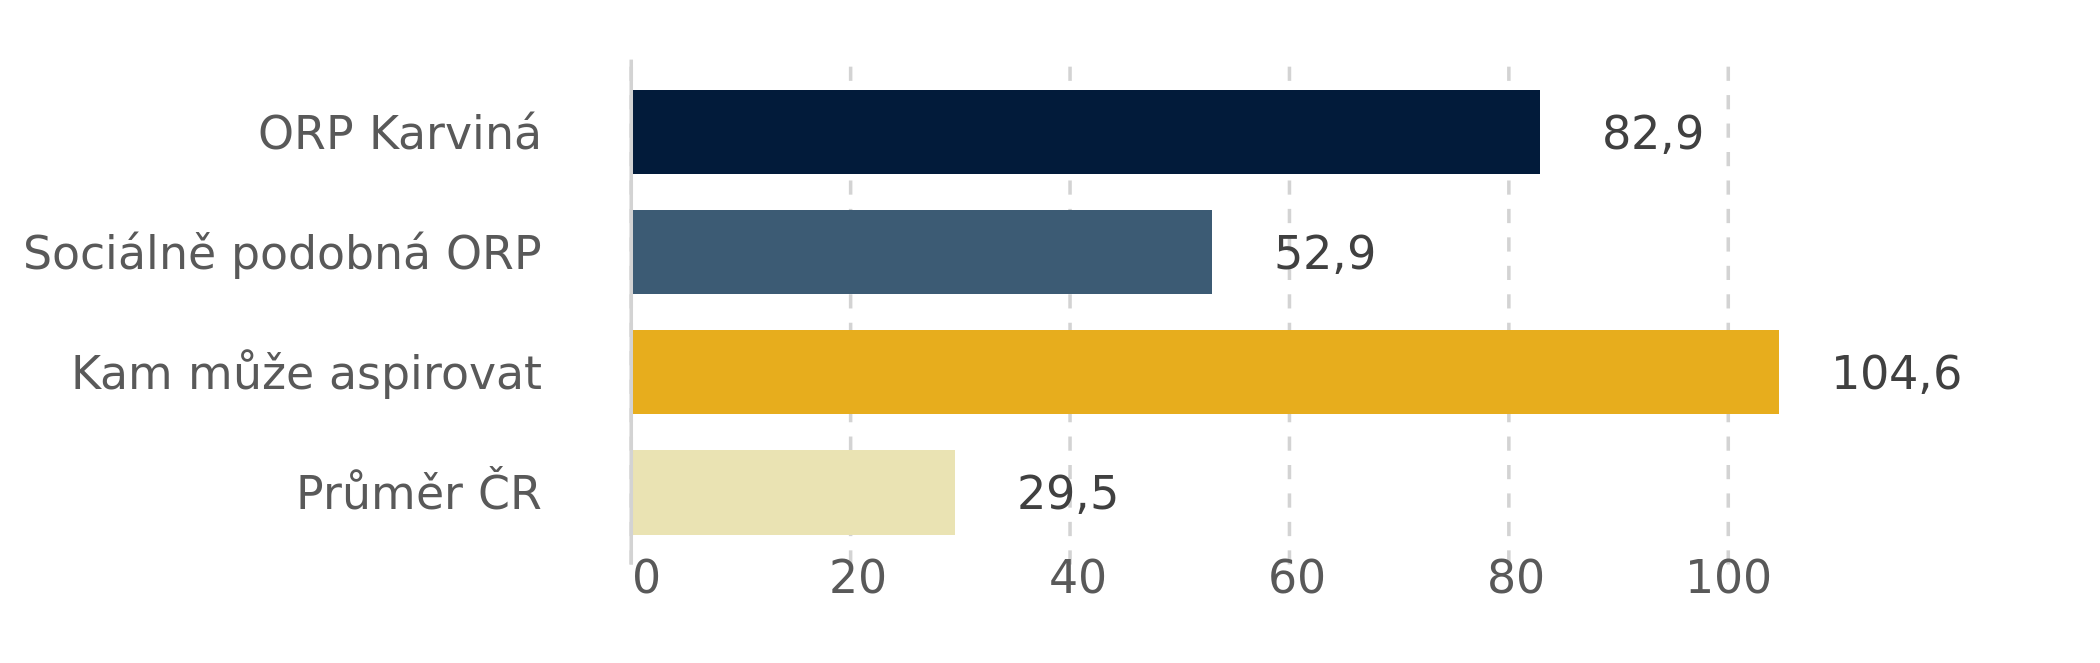 ORP Karviná 82,9
Sociálně podobná ORP 52,9
Kam může aspirovat 104,6
Průměr ČR 29,5
0 20 40 60 80 100